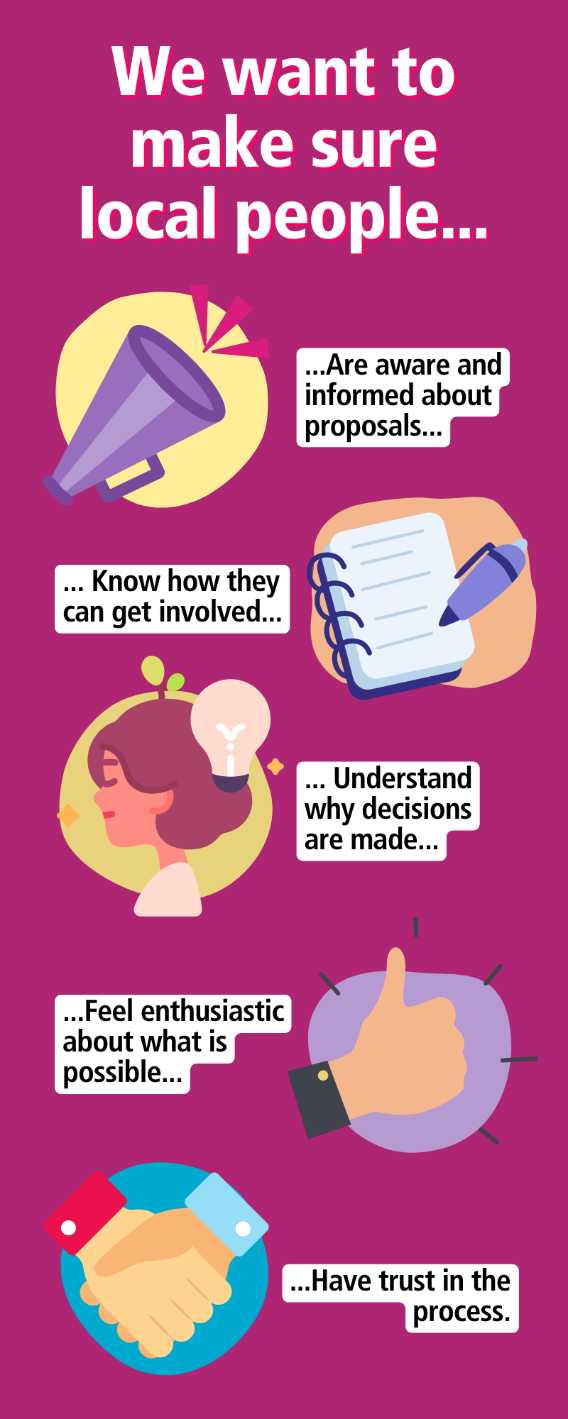 We want to
make sure
local people...
...Are aware and
informed about
proposals...
... Know how they
can get involved...
... Understand
why decisions
are made...
...Feel enthusiastic
about what is
possible...
...Have trust in the
process.